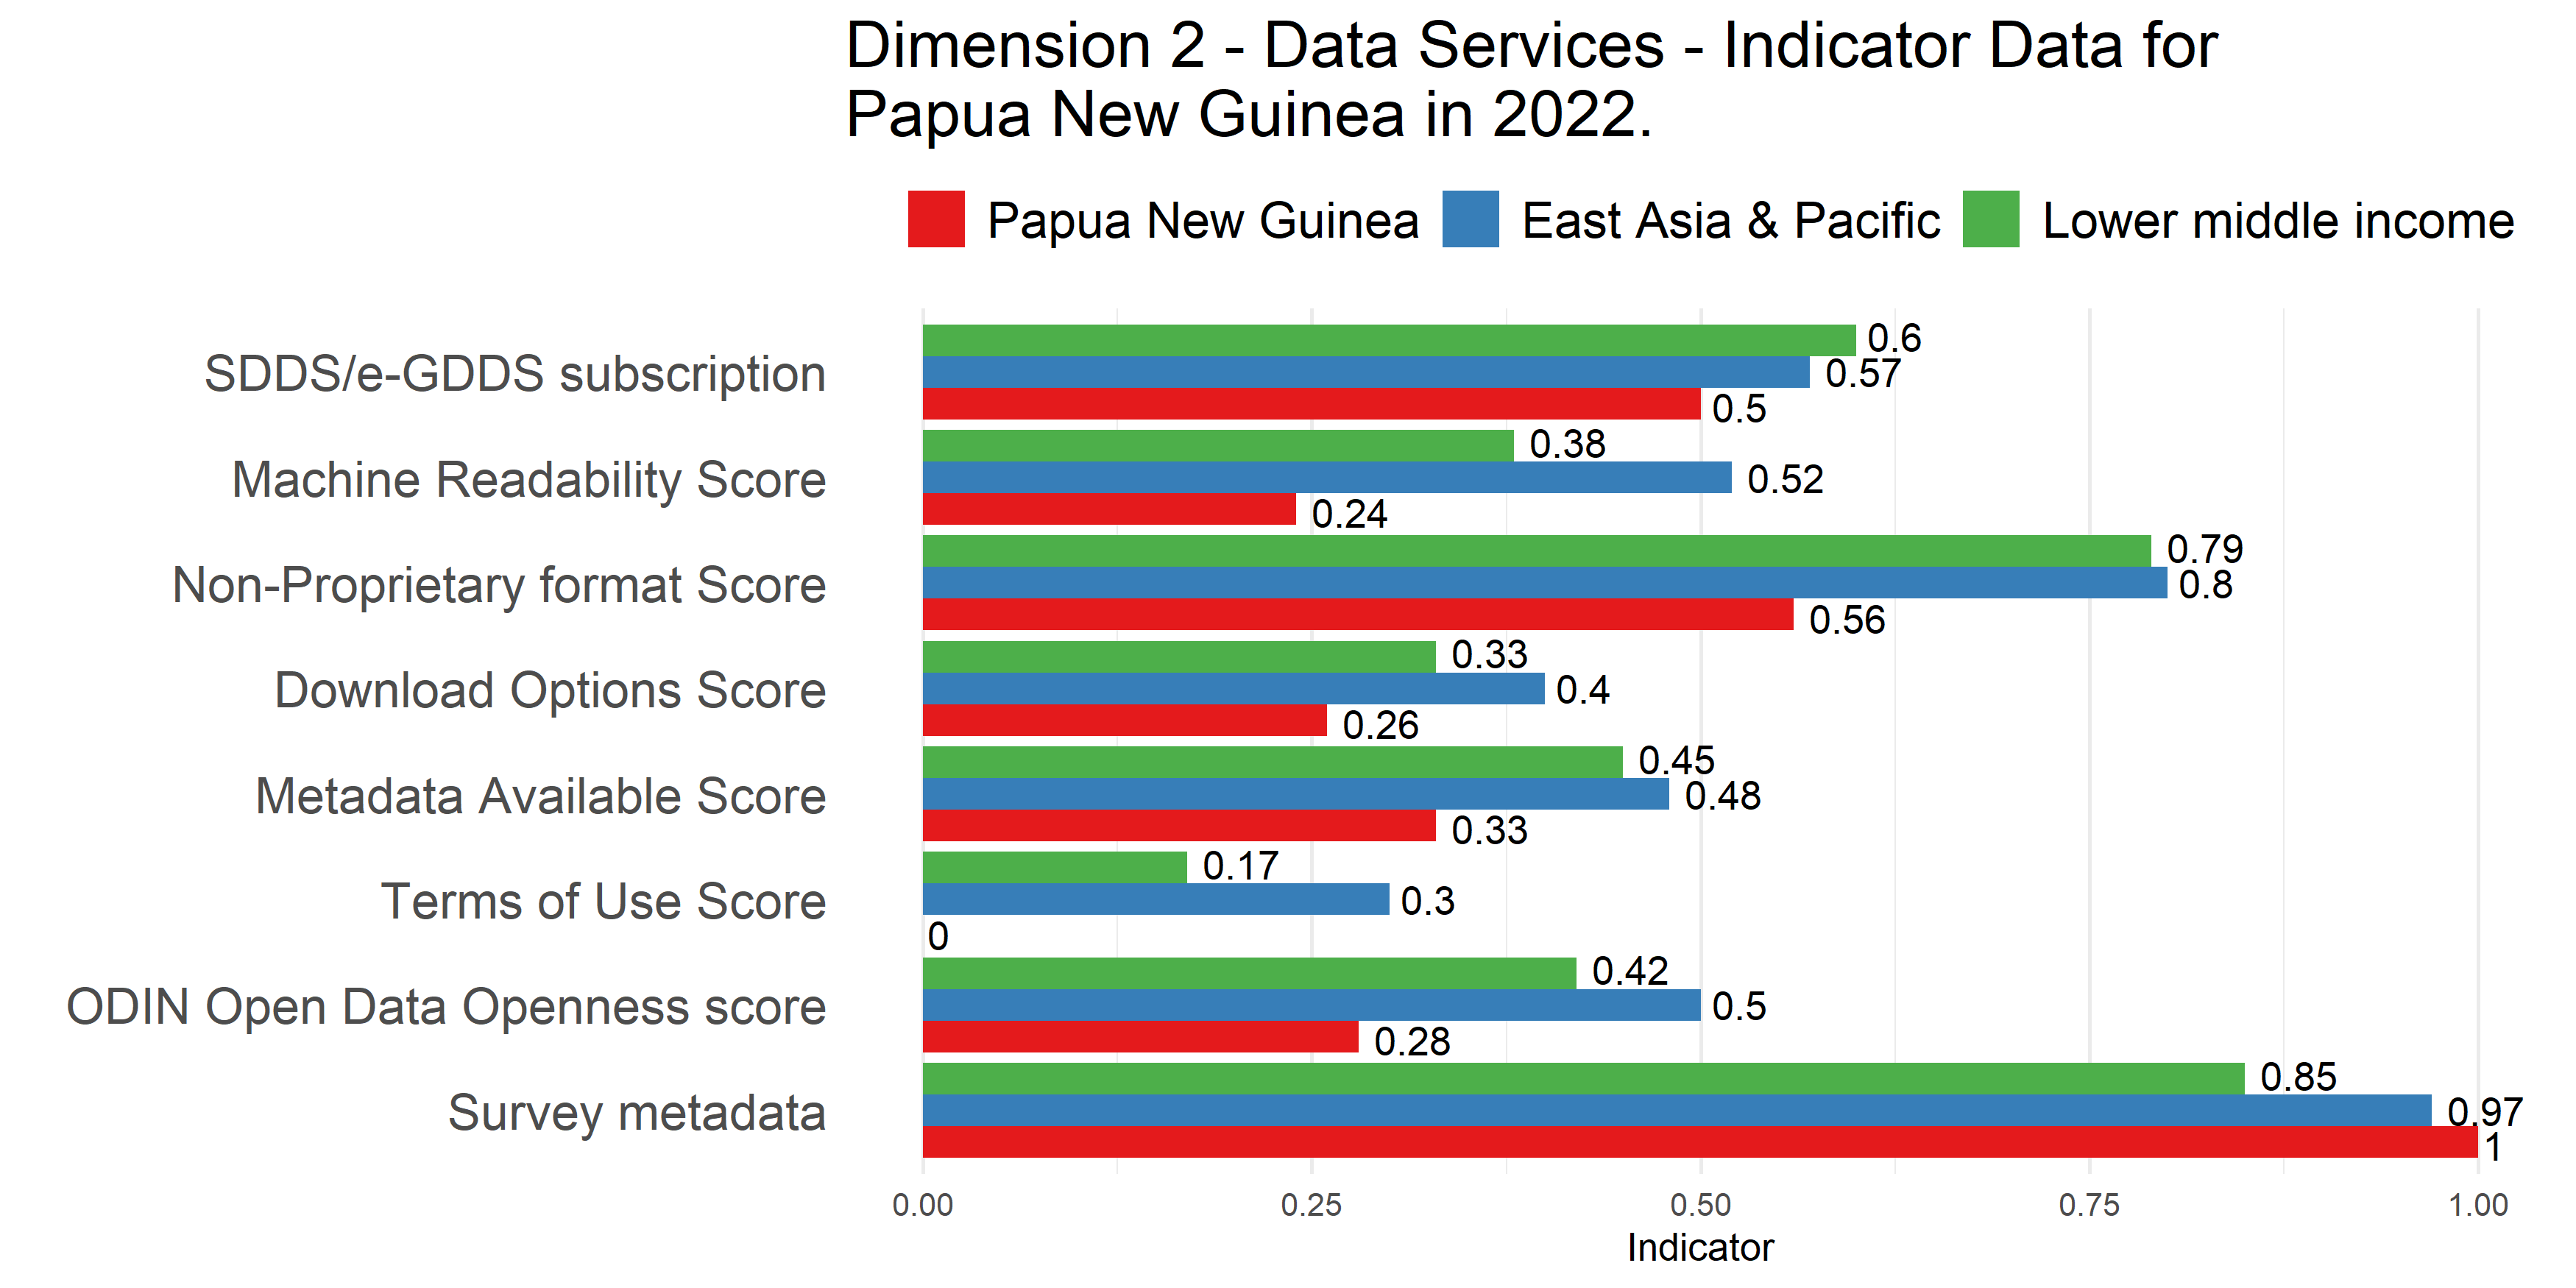 Dimension 2 - Data Services - Indicator Data for
Papua New Guinea in 2022.
Papua New Guinea East Asia & Pacific Lower middle income
SDDS/e-GDDS subscription
0.6
0.57
0.5
Machine Readability Score
0.38
0.52
0.24
Non-Proprietary format Score
0.79
0.8
0.56
Download Options Score
0.33
0.4
0.26
Metadata Available Score
0.45
0.48
0.33
Terms of Use Score
0.17
0.3
0
ODIN Open Data Openness score
0.42
0.5
0.28
Survey metadata
0.85
0.97
1
0.00 0.25 0.50 0.75 1.00
Indicator